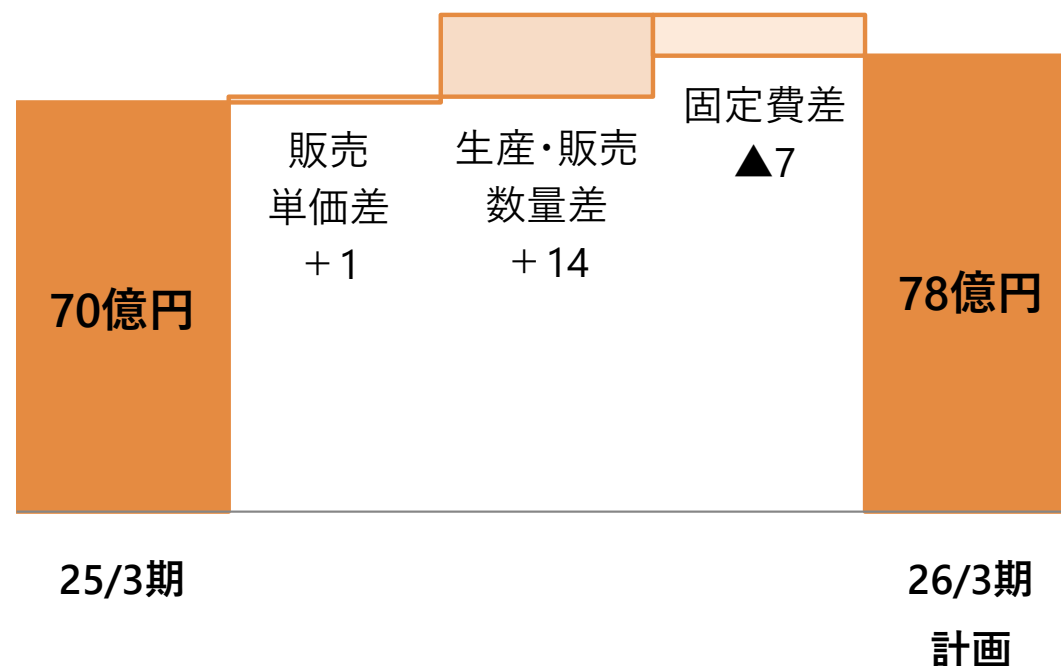 70億円
販売
単価差
＋1
生産・販売
数量差
＋14
固定費差
▲7
78億円
25/3期
26/3期
計画